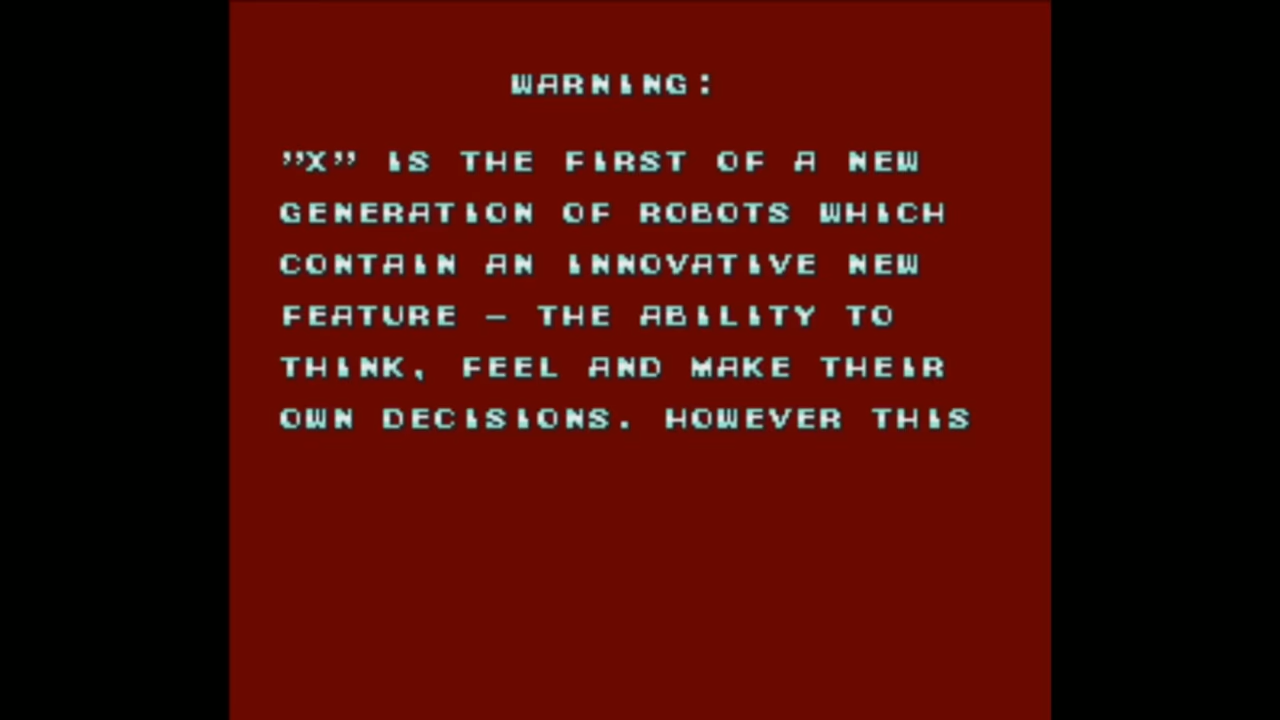 WARNING:
"X" IS THE FIRST OF A NEW
GENERATION OF ROBOTS WHICH
CONTAIN AN INNOVATIVE NEW
FEATURE – THE ABILITY TO
THINK, FEEL AND MAKE THEIR
OWN DECISIONS. HOWEVER THIS